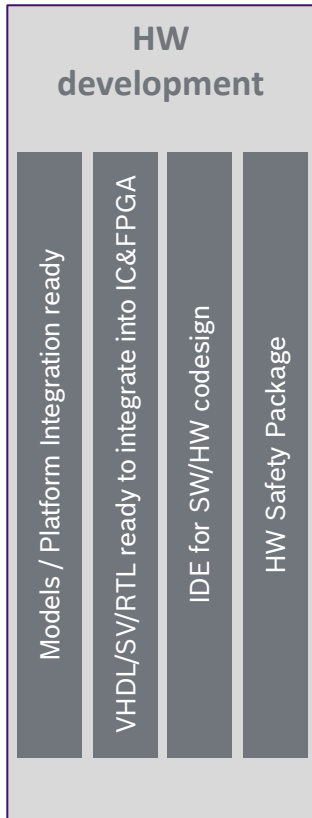 HW
development
Models / Platform Integration ready
VHDL/SV/RTL ready to integrate into IC&FPGA
IDE for SW/HW codesign
HW Safety Package